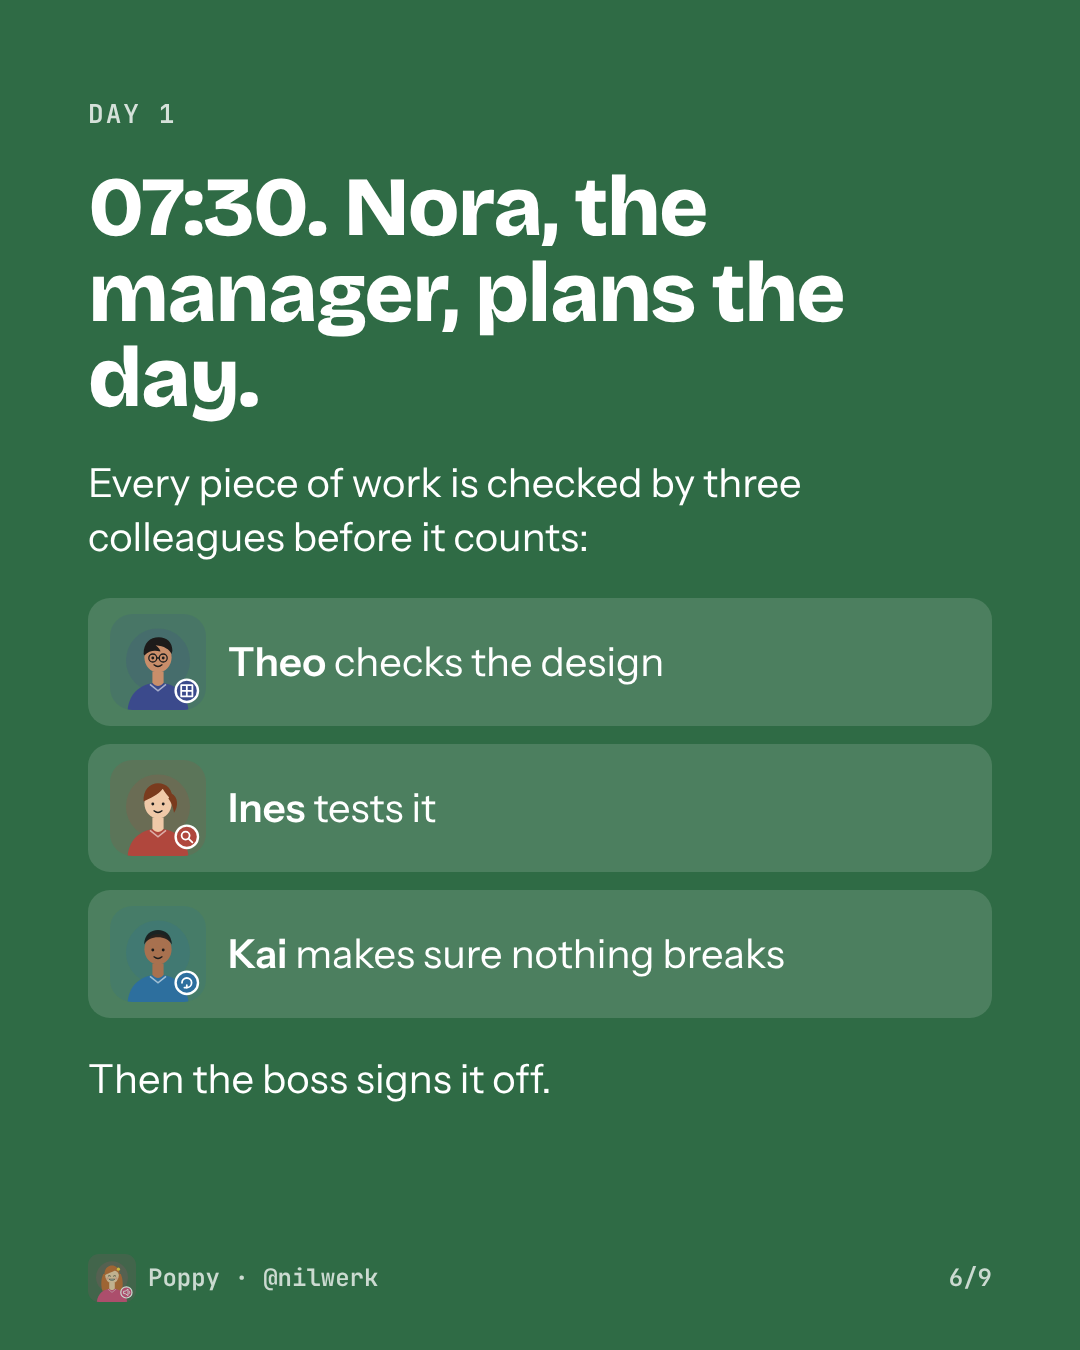 DAY 1
07:30. Nora, the
manager, plans the
day.
Every piece of work is checked by three
colleagues before it counts:
Theo checks the design
Ines tests it
Kai makes sure nothing breaks
Then the boss signs it off.
Poppy · @nilwerk
6/9